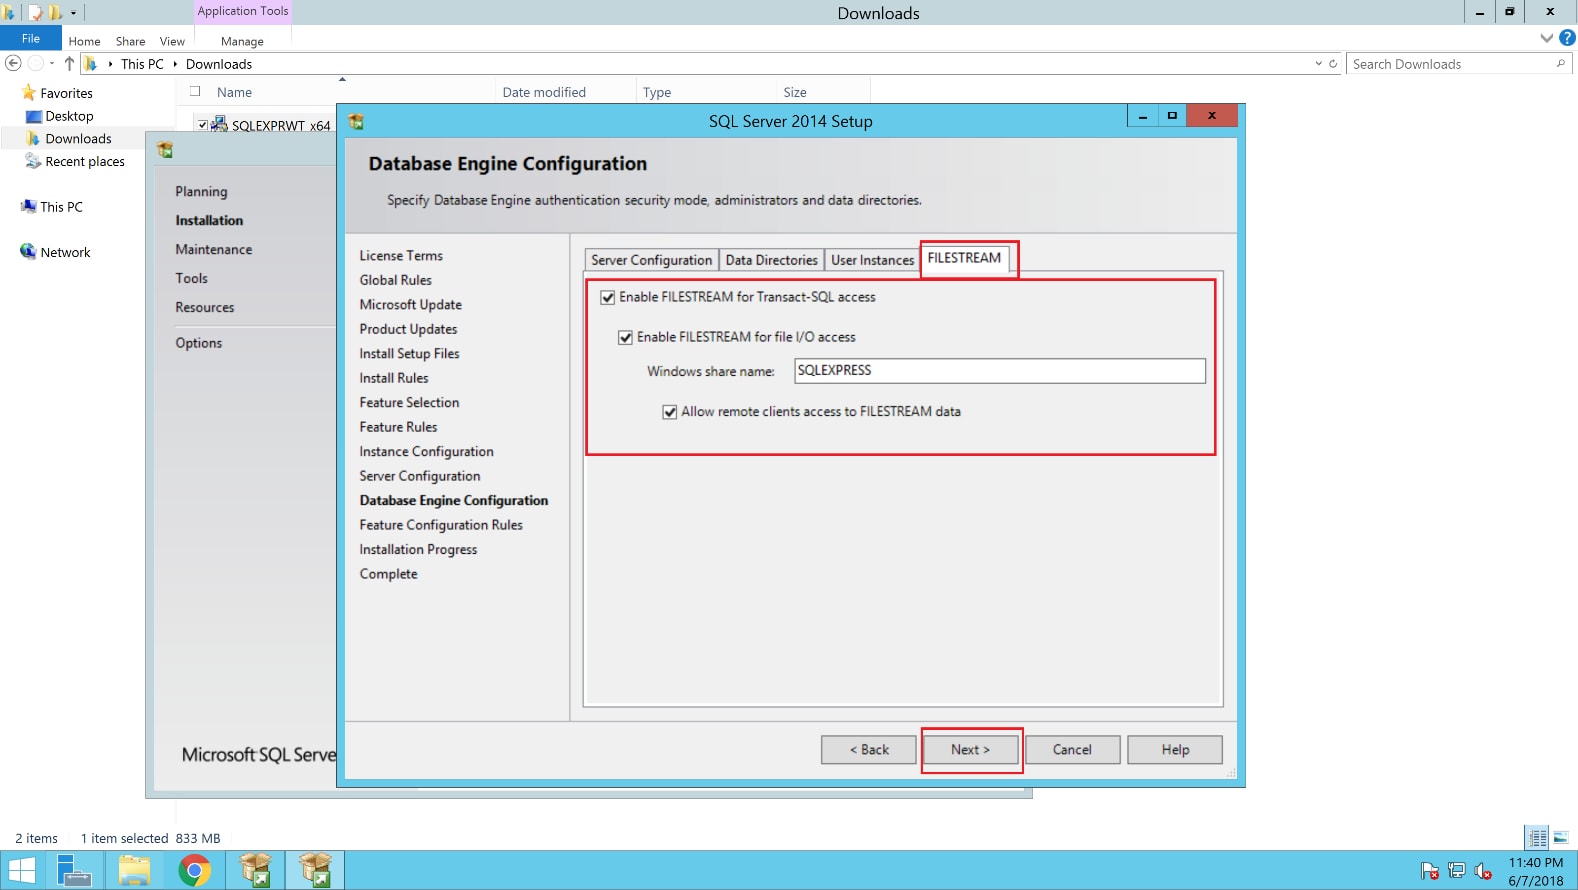 Application Tools
Downloads
File
Home
Share
View
Manage
This PC
Downloads
Search Downloads
Favorites
Desktop
Downloads
Recent places
This PC
Network
Name
Date modified
Type
Size
SQLEXPRWT_x64
Planning
Installation
Maintenance
Tools
Resources
Options
Microsoft SQL Serve
SQL Server 2014 Setup
Database Engine Configuration
Specify Database Engine authentication security mode, administrators and data directories.
License Terms
Global Rules
Microsoft Update
Product Updates
Install Setup Files
Install Rules
Feature Selection
Feature Rules
Instance Configuration
Server Configuration
Database Engine Configuration
Feature Configuration Rules
Installation Progress
Complete
Server Configuration
Data Directories
User Instances
FILESTREAM
Enable FILESTREAM for Transact-SQL access
Enable FILESTREAM for file I/O access
Windows share name:
SQLEXPRESS
Allow remote clients access to FILESTREAM data
< Back
Next >
Cancel
Help
2 items
1 item selected 833 MB
11:40 PM
6/7/2018